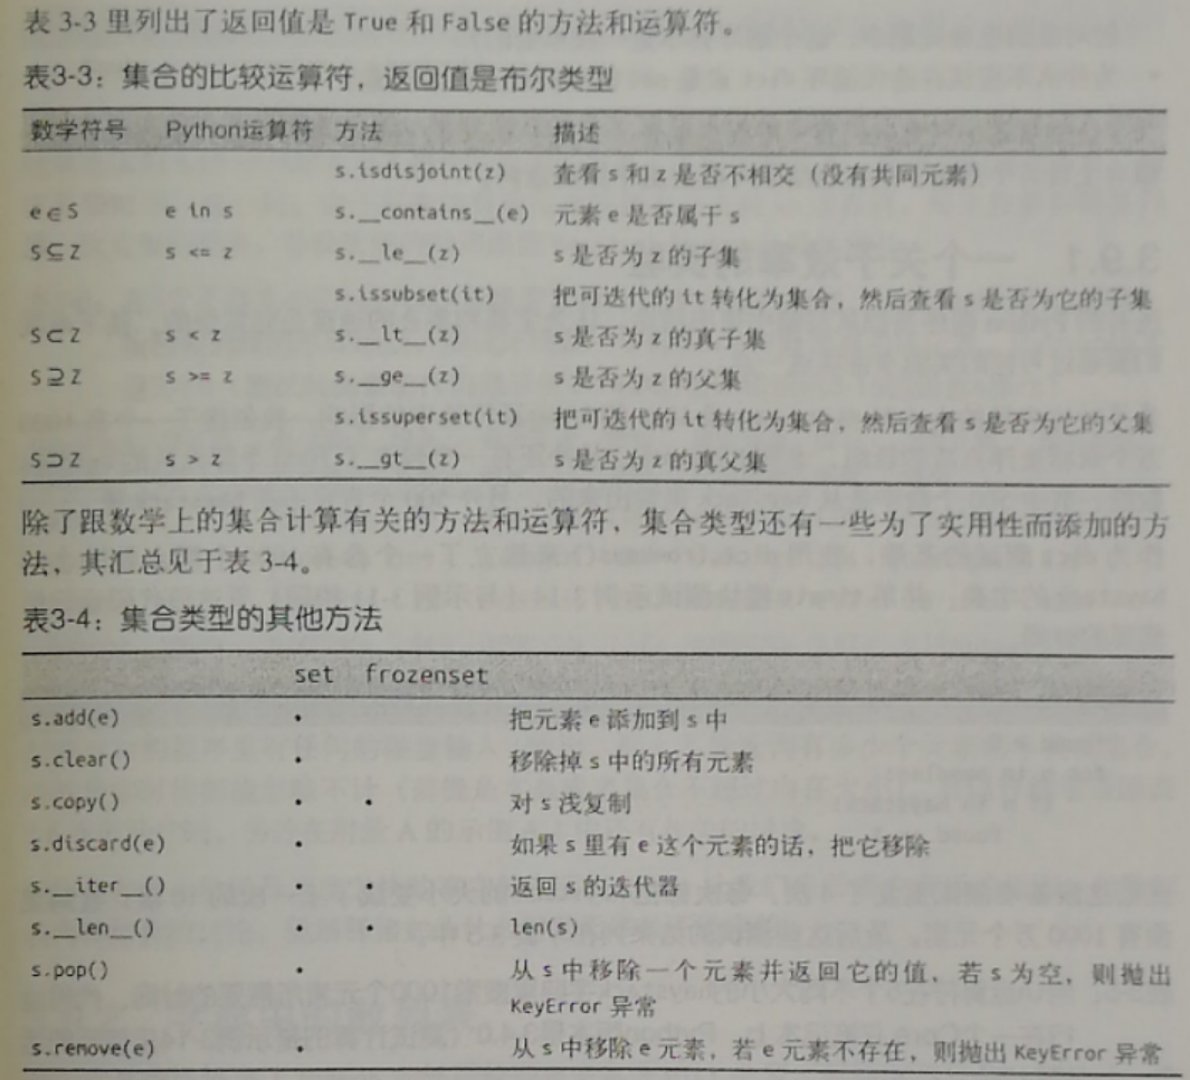 表 3-3 里列出了返回值是 True 和 False 的方法和运算符。
表3-3：集合的比较运算符，返回值是布尔类型
数学符号 Python运算符 方法 描述
s.isdisjoint(z) 查看 s 和 z 是否不相交（没有共同元素）
e∈S e in s s.__contains__(e) 元素 e 是否属于 s
S⊆Z s <= z s.__le__(z) s 是否为 z 的子集
s.issubset(it) 把可迭代的 it 转化为集合，然后查看 s 是否为它的子集
S⊂Z s < z s.__lt__(z) s 是否为 z 的真子集
S⊇Z s >= z s.__ge__(z) s 是否为 z 的父集
s.issuperset(it) 把可迭代的 it 转化为集合，然后查看 s 是否为它的父集
S⊃Z s > z s.__gt__(z) s 是否为 z 的真父集
除了跟数学上的集合计算有关的方法和运算符，集合类型还有一些为了实用性而添加的方
法，其汇总见于表 3-4。
表3-4：集合类型的其他方法
set frozenset
s.add(e) • 把元素 e 添加到 s 中
s.clear() • 移除掉 s 中的所有元素
s.copy() • • 对 s 浅复制
s.discard(e) • 如果 s 里有 e 这个元素的话，把它移除
s.__iter__() • • 返回 s 的迭代器
s.__len__() • • len(s)
s.pop() • 从 s 中移除一个元素并返回它的值，若 s 为空，则抛出
KeyError 异常
s.remove(e) • 从 s 中移除 e 元素，若 e 元素不存在，则抛出 KeyError 异常